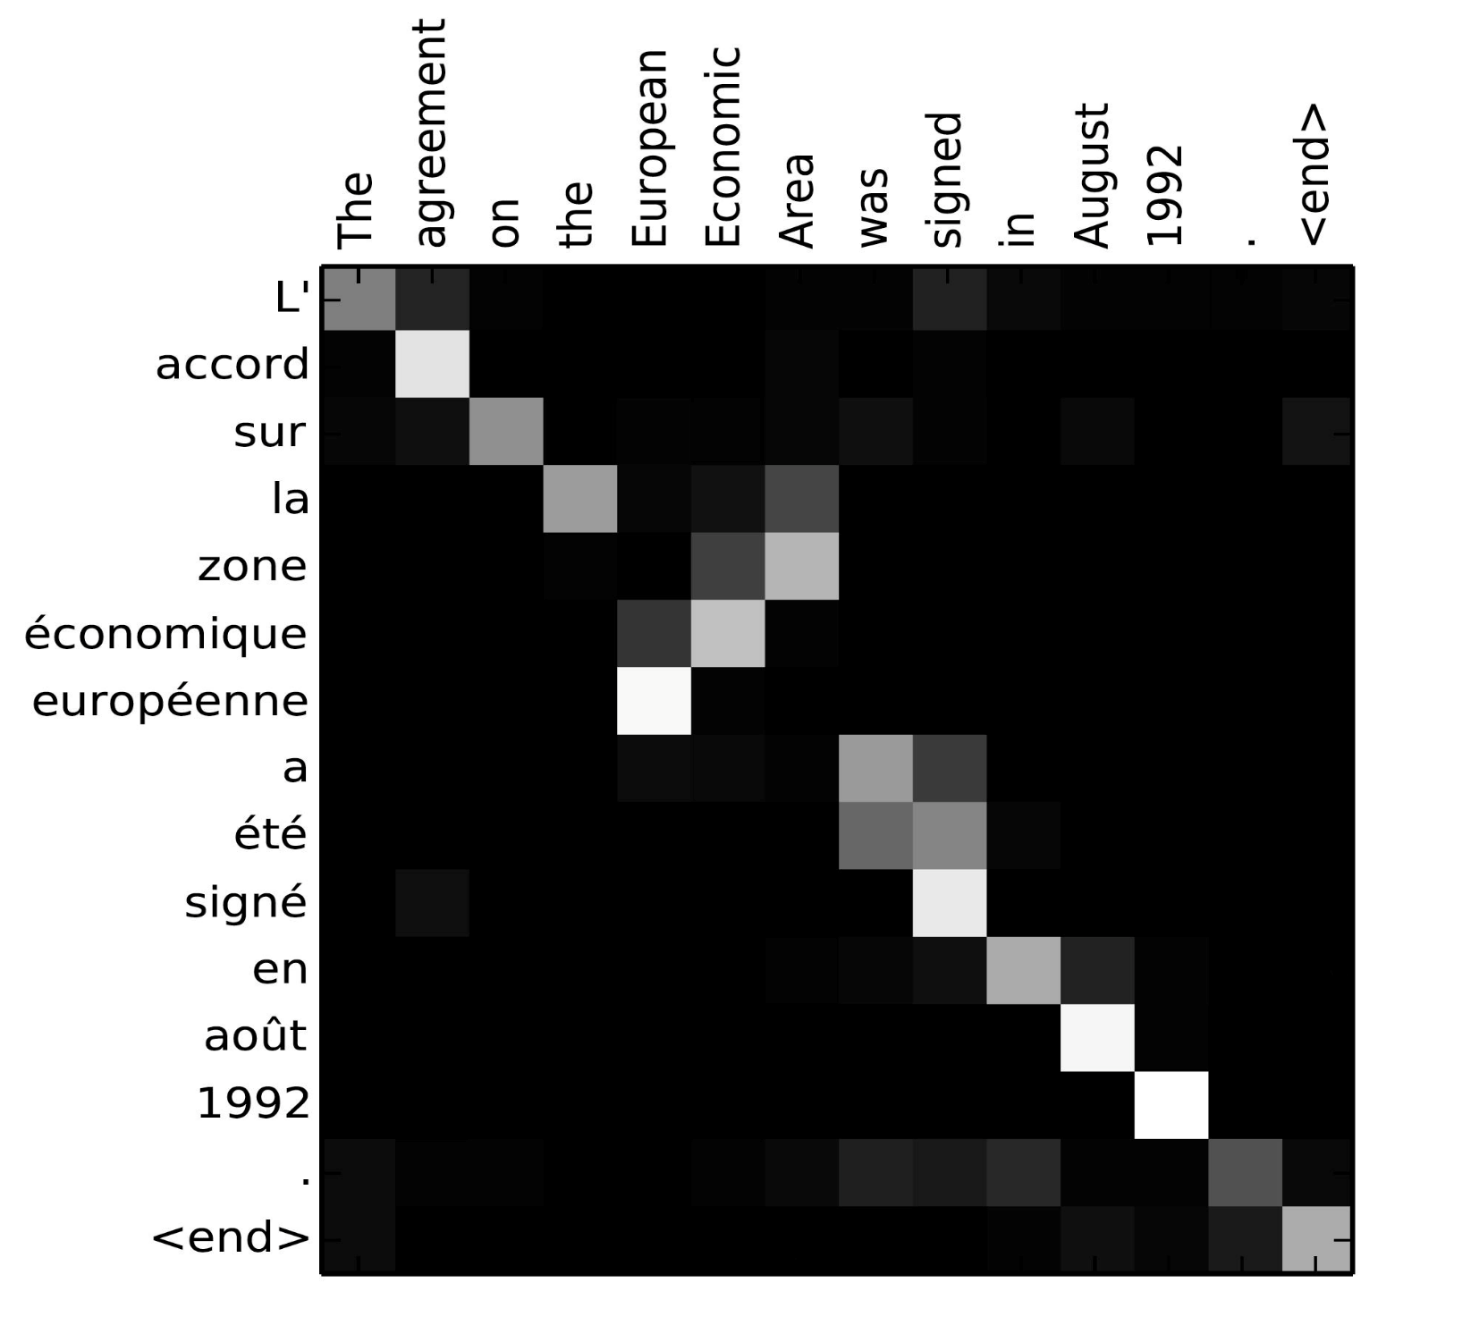 The agreement on the European Economic Area was signed in August 1992 . <end>
L'
accord
sur
la
zone
économique
européenne
a
été
signé
en
août
1992
.
<end>